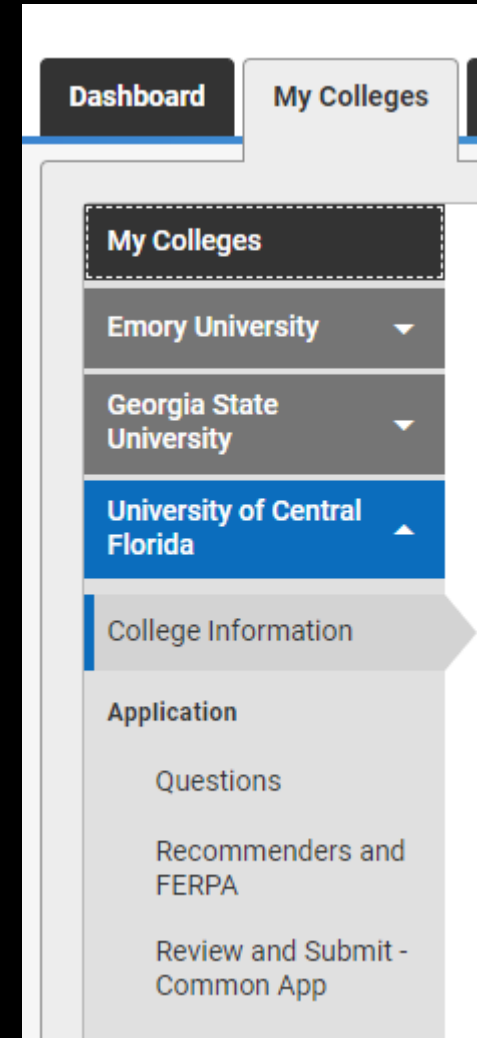 Dashboard My Colleges
My Colleges
Emory University
Georgia State
University
University of Central
Florida
College Information
Application
Questions
Recommenders and
FERPA
Review and Submit -
Common App